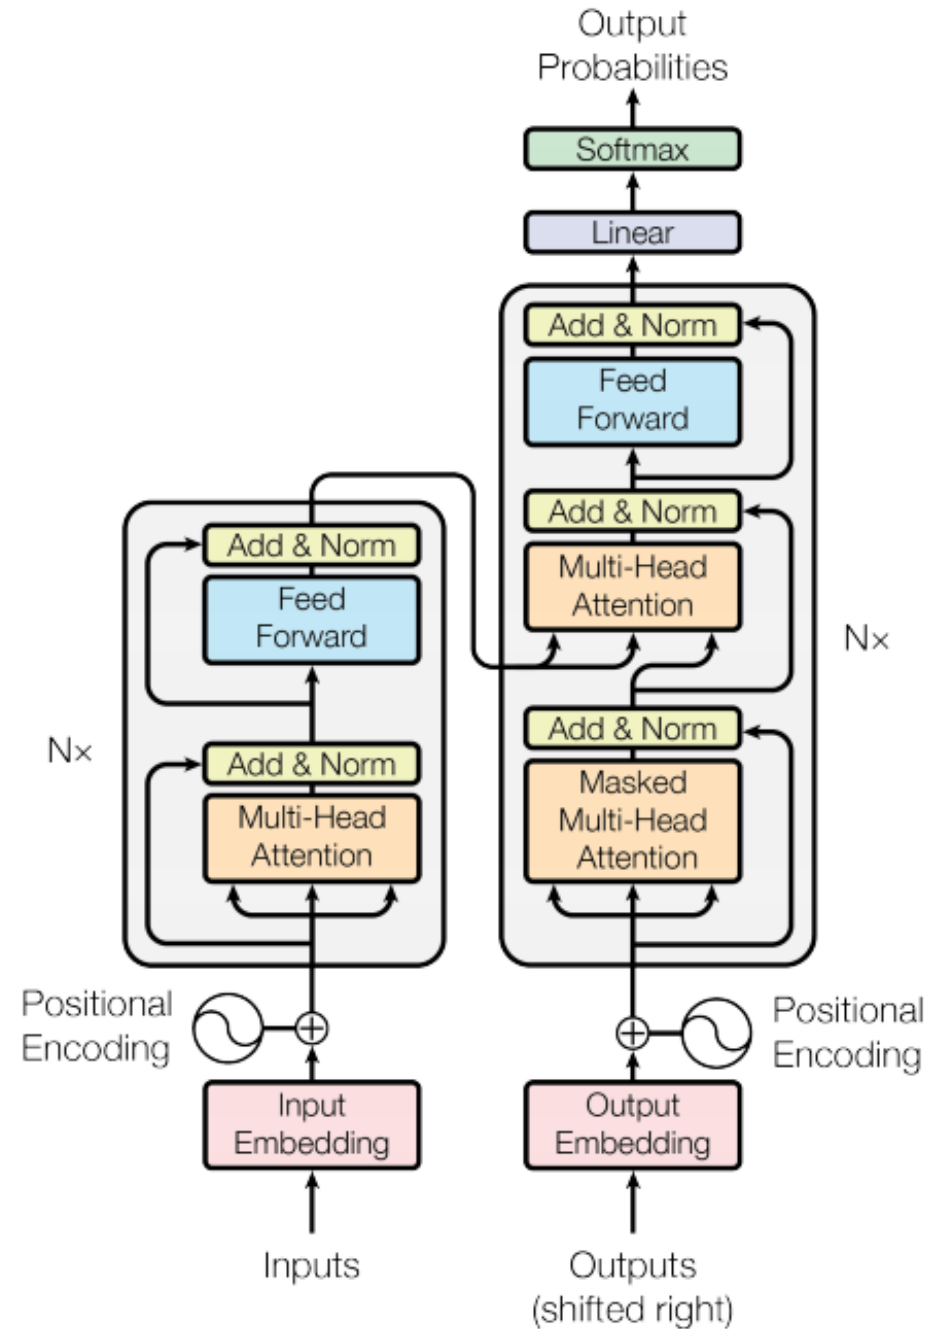 Output
Probabilities
Softmax
Linear
Add & Norm
Feed
Forward
Add & Norm
Multi-Head
Attention
Add & Norm
Masked
Multi-Head
Attention
Nx
Add & Norm
Feed
Forward
Add & Norm
Multi-Head
Attention
Nx
Positional
Encoding
Positional
Encoding
Input
Embedding
Output
Embedding
Inputs
Outputs
(shifted right)